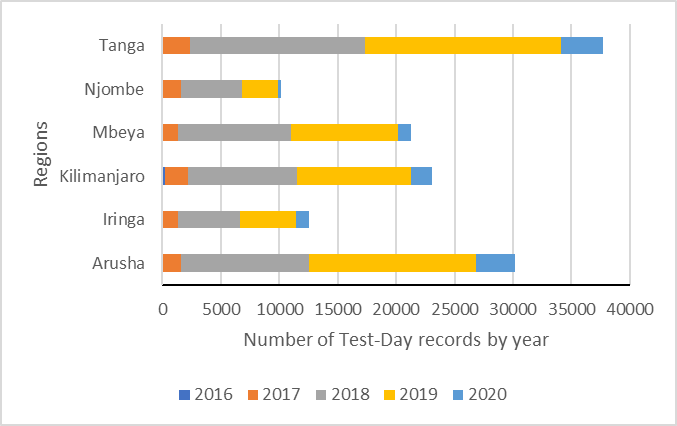 Regions
Tanga
Njombe
Mbeya
Kilimanjaro
Iringa
Arusha
0 5000 10000 15000 20000 25000 30000 35000 40000
Number of Test-Day records by year
2016 2017 2018 2019 2020